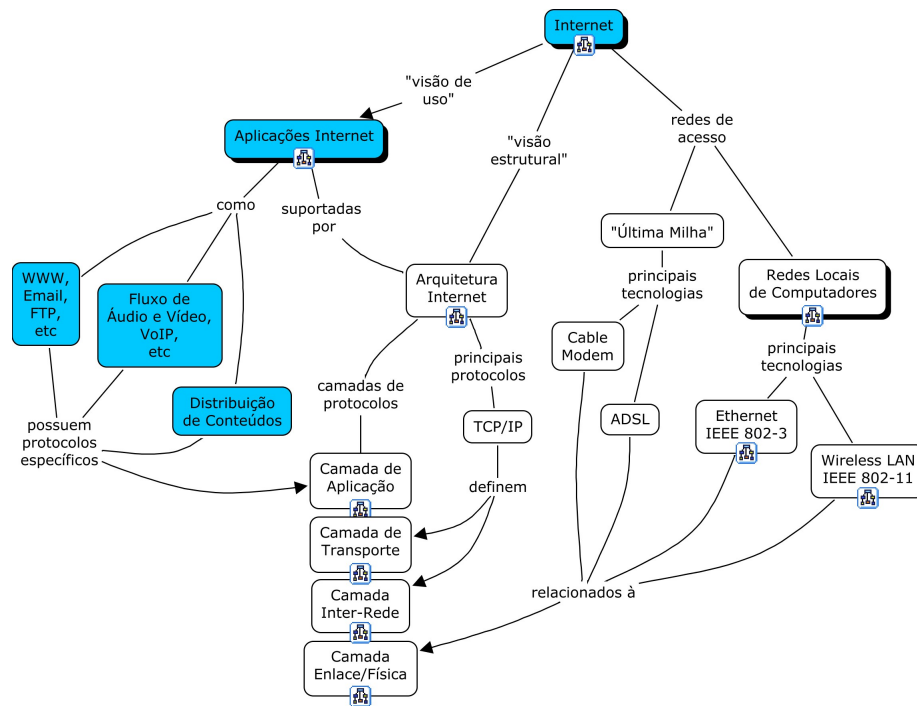 Internet
"visão de
uso"
redes de
acesso
Aplicações Internet
"visão
estrutural"
como
suportadas
por
"Última Milha"
WWW,
Email,
FTP,
etc
Fluxo de
Áudio e Vídeo,
VoIP,
etc
Arquitetura
Internet
principais
tecnologias
Redes Locais
de Computadores
Cable
Modem
principais
protocolos
principais
tecnologias
camadas de
protocolos
Distribuição
de Conteúdos
TCP/IP
ADSL
Ethernet
IEEE 802-3
possuem
protocolos
específicos
Wireless LAN
IEEE 802-11
Camada de
Aplicação
definem
Camada de
Transporte
Camada
Inter-Rede
relacionados à
Camada
Enlace/Física